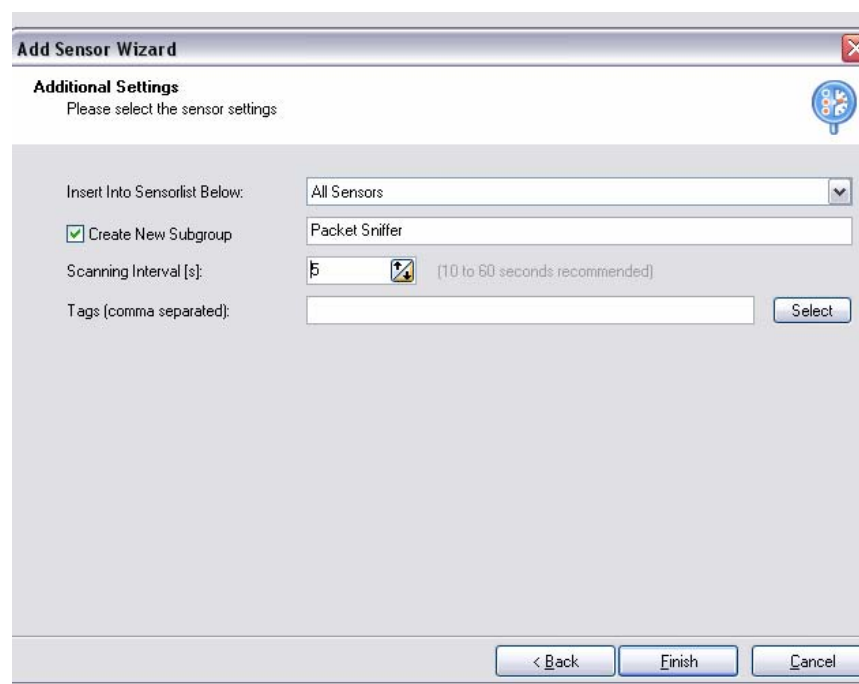 Add Sensor Wizard
Additional Settings
Please select the sensor settings
Insert Into Sensorlist Below: All Sensors
Create New Subgroup Packet Sniffer
Scanning Interval [s]: 5 (10 to 60 seconds recommended)
Tags (comma separated): Select
< Back Finish Cancel